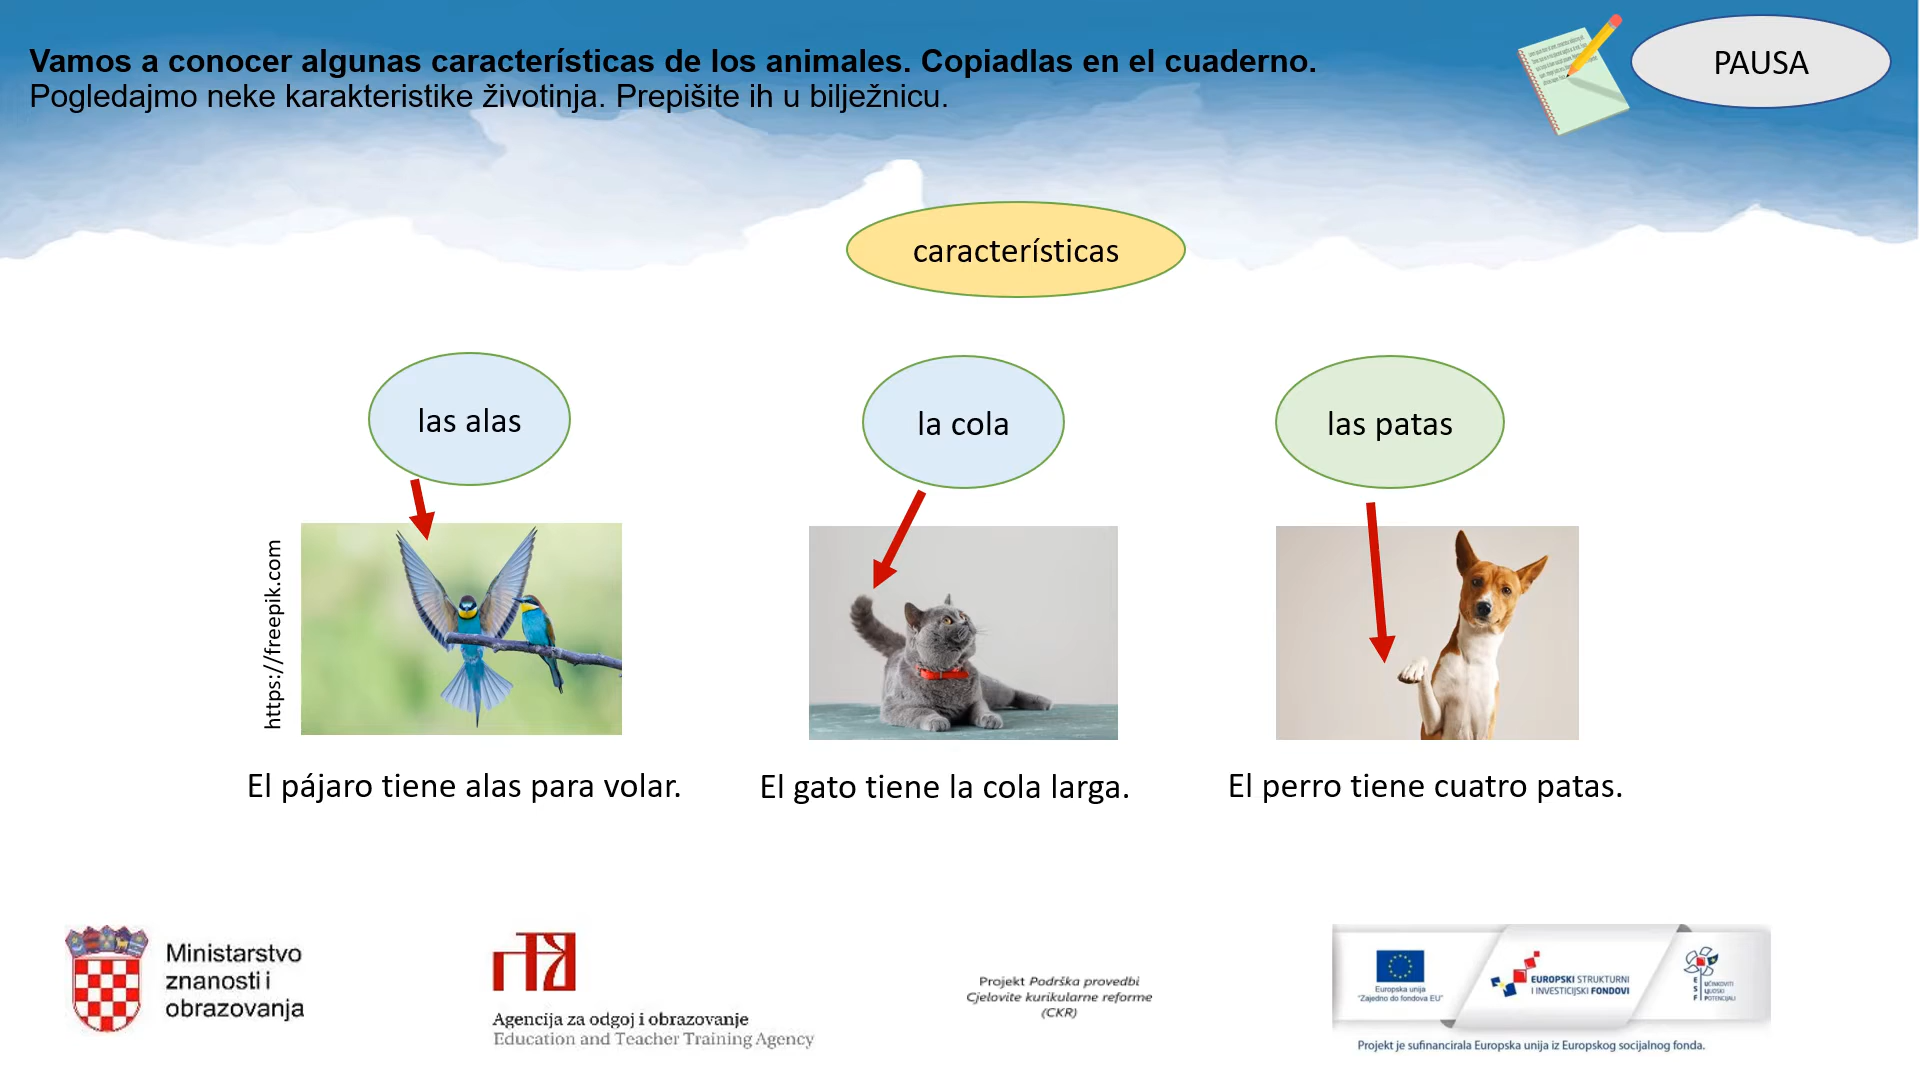 Vamos a conocer algunas características de los animales. Copiadlas en el cuaderno.
Pogledajmo neke karakteristike životinja. Prepišite ih u bilježnicu.
PAUSA
características
las alas
la cola
las patas
https://freepik.com
El pájaro tiene alas para volar.
El gato tiene la cola larga.
El perro tiene cuatro patas.
Ministarstvo
znanosti i
obrazovanja
Agencija za odgoj i obrazovanje
Education and Teacher Training Agency
Projekt Podrška provedbi
Cjelovite kurikularne reforme
(CKR)
Europska unija
"Zajedno do fondova EU"
EUROPSKI STRUKTURNI
I INVESTICIJSKI FONDOVI
ESF
UČINKOVITI
LJUDSKI
POTENCIJALI
Projekt je sufinancirala Europska unija iz Europskog socijalnog fonda.